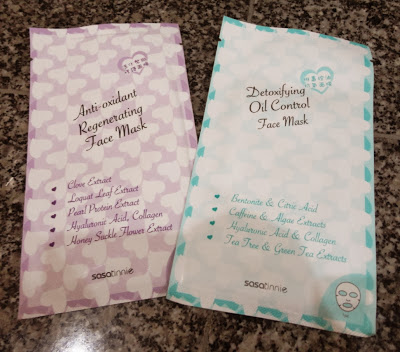 Anti-oxidant
Regenerating
Face Mask
Clove Extract
Loquat Leaf Extract
Pearl Protein Extract
Hyaluronic Acid, Collagen
Honey Suckle Flower Extract
sasatinnie
Detoxifying
Oil Control
Face Mask
Bentonite & Citric Acid
Caffeine & Algae Extracts
Hyaluronic Acid & Collagen
Tea Tree & Green Tea Extracts
sasatinnie